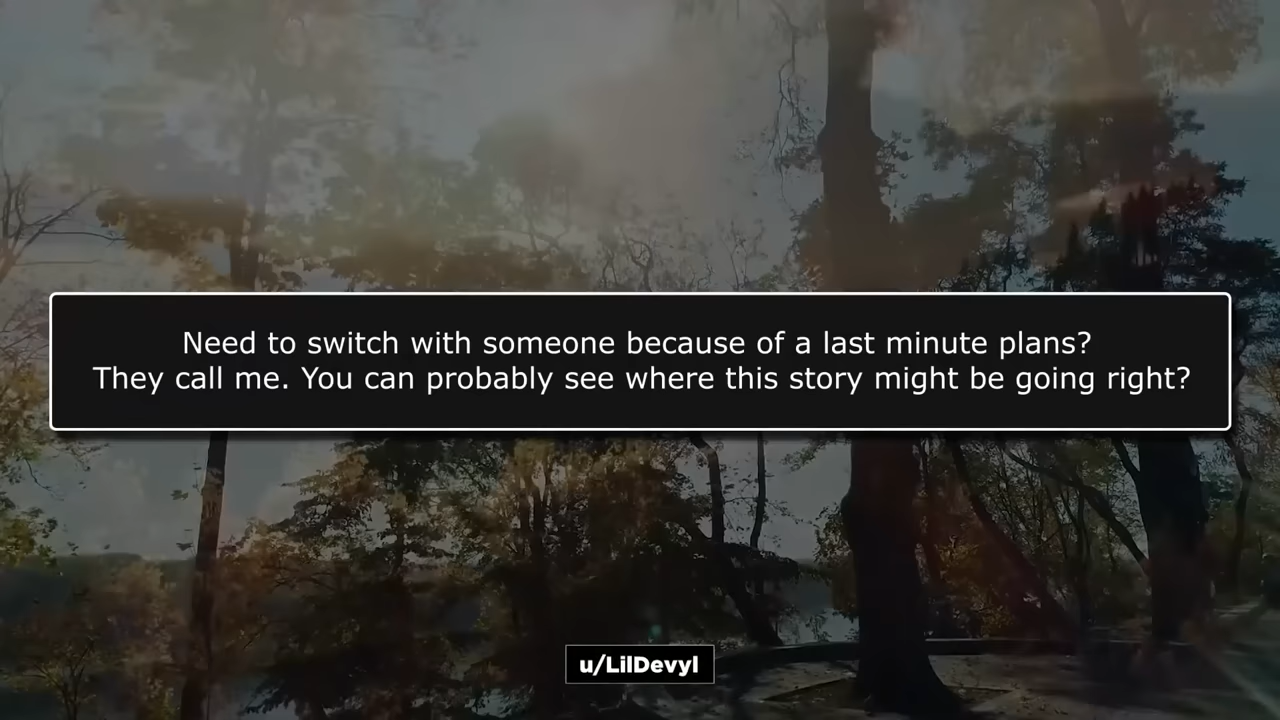 Need to switch with someone because of a last minute plans?
They call me. You can probably see where this story might be going right?
u/LilDevyl